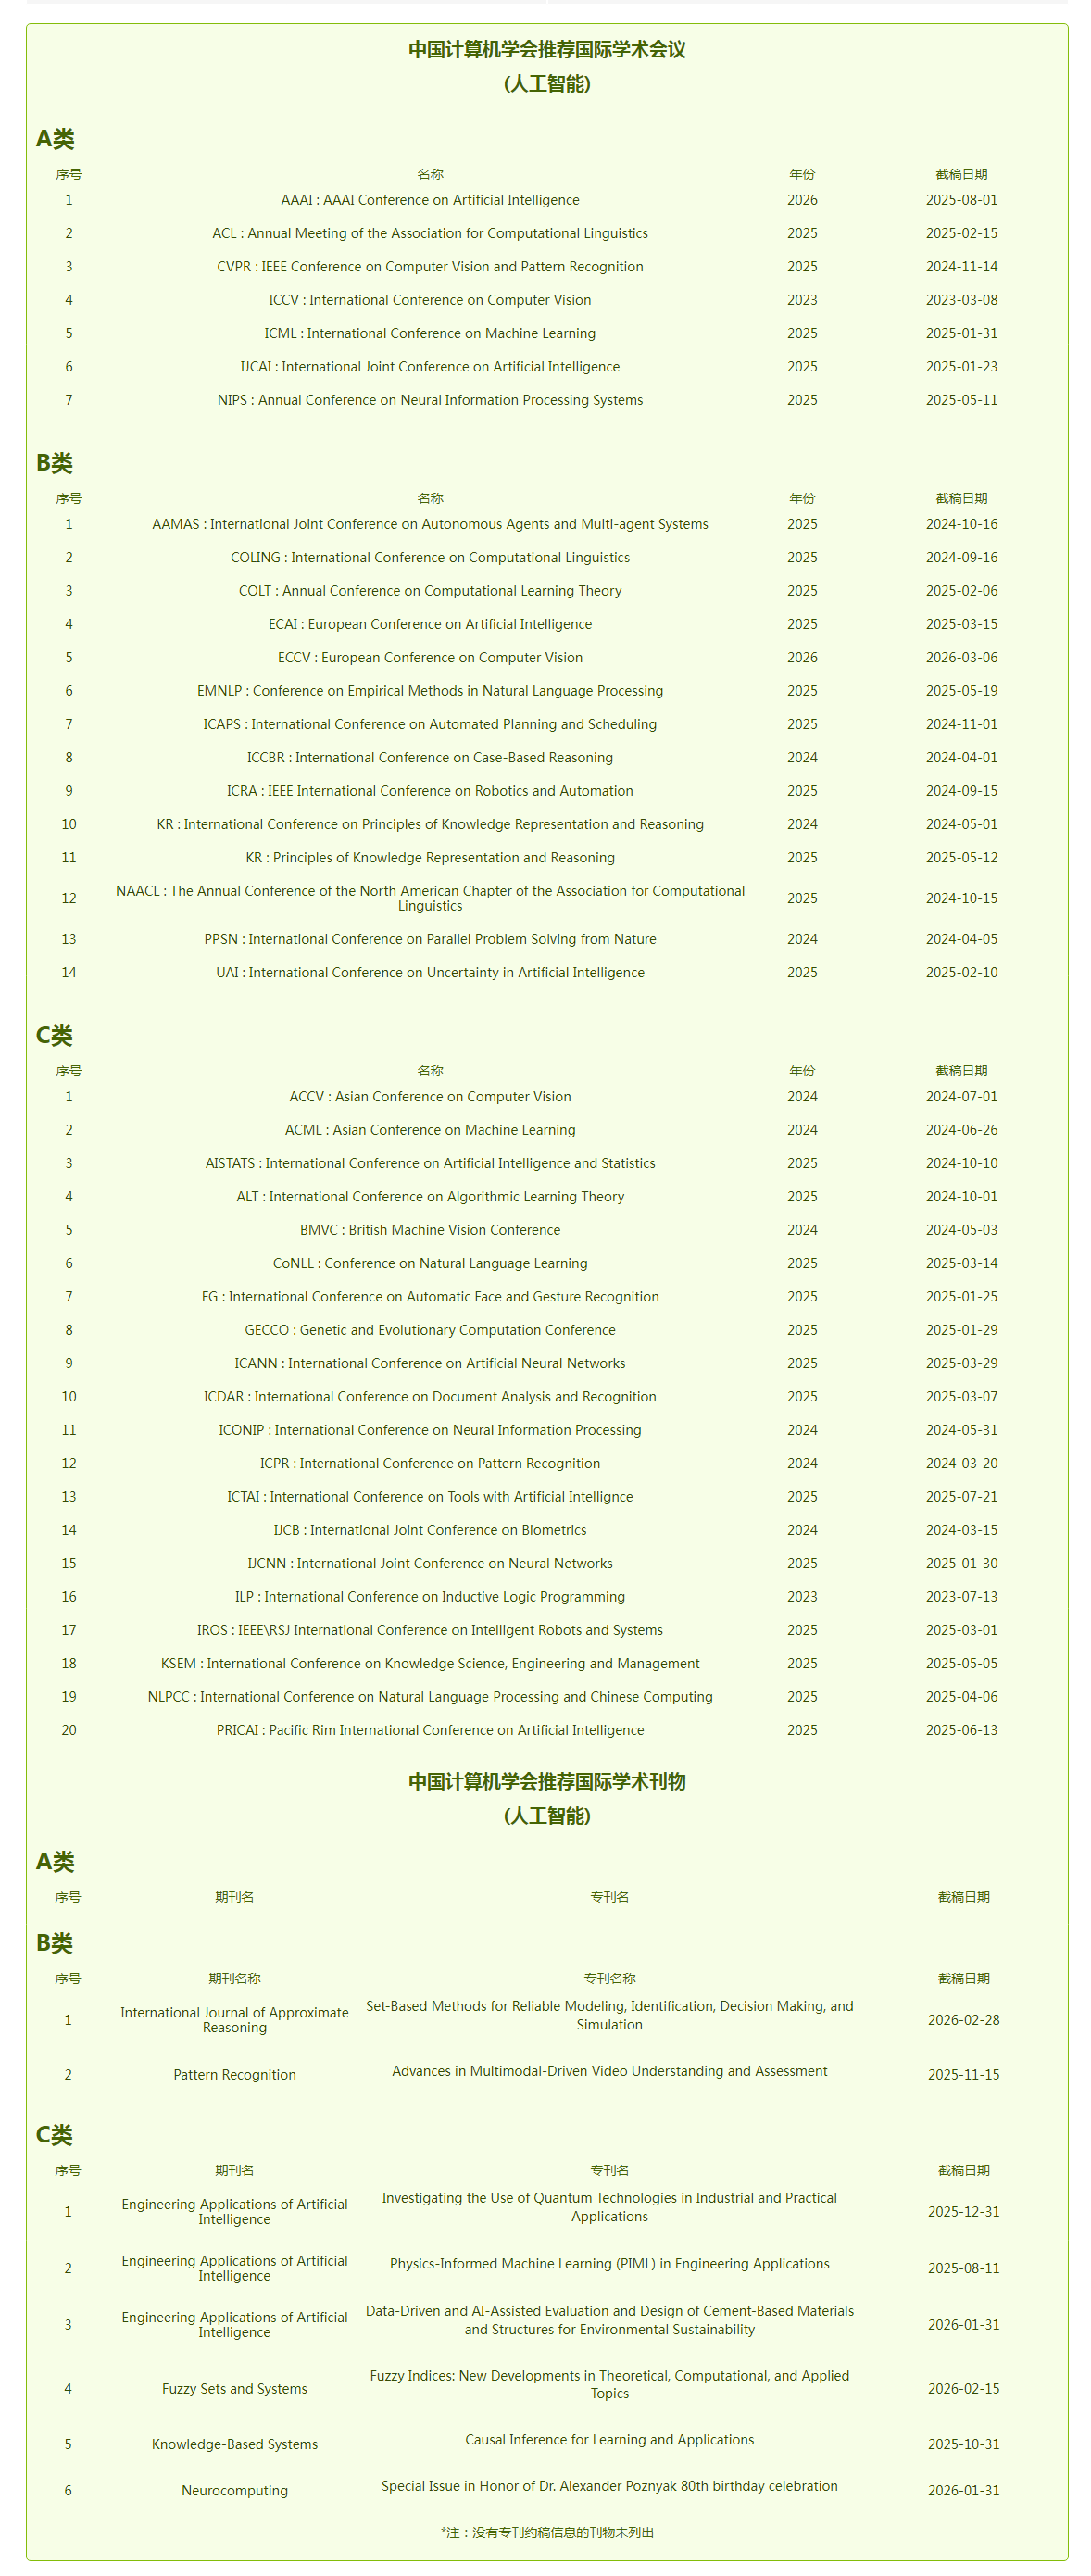 中国计算机学会推荐国际学术会议
(人工智能)
A类
序号 名称 年份 截稿日期
1 AAAI : AAAI Conference on Artificial Intelligence 2026 2025-08-01
2 ACL : Annual Meeting of the Association for Computational Linguistics 2025 2025-02-15
3 CVPR : IEEE Conference on Computer Vision and Pattern Recognition 2025 2024-11-14
4 ICCV : International Conference on Computer Vision 2023 2023-03-08
5 ICML : International Conference on Machine Learning 2025 2025-01-31
6 IJCAI : International Joint Conference on Artificial Intelligence 2025 2025-01-23
7 NIPS : Annual Conference on Neural Information Processing Systems 2025 2025-05-11
B类
序号 名称 年份 截稿日期
1 AAMAS : International Joint Conference on Autonomous Agents and Multi-agent Systems 2025 2024-10-16
2 COLING : International Conference on Computational Linguistics 2025 2024-09-16
3 COLT : Annual Conference on Computational Learning Theory 2025 2025-02-06
4 ECAI : European Conference on Artificial Intelligence 2025 2025-03-15
5 ECCV : European Conference on Computer Vision 2026 2026-03-06
6 EMNLP : Conference on Empirical Methods in Natural Language Processing 2025 2025-05-19
7 ICAPS : International Conference on Automated Planning and Scheduling 2025 2024-11-01
8 ICCBR : International Conference on Case-Based Reasoning 2024 2024-04-01
9 ICRA : IEEE International Conference on Robotics and Automation 2025 2024-09-15
10 KR : International Conference on Principles of Knowledge Representation and Reasoning 2024 2024-05-01
11 KR : Principles of Knowledge Representation and Reasoning 2025 2025-05-12
12 NAACL : The Annual Conference of the North American Chapter of the Association for Computational 2025 2024-10-15
Linguistics
13 PPSN : International Conference on Parallel Problem Solving from Nature 2024 2024-04-05
14 UAI : International Conference on Uncertainty in Artificial Intelligence 2025 2025-02-10
C类
序号 名称 年份 截稿日期
1 ACCV : Asian Conference on Computer Vision 2024 2024-07-01
2 ACML : Asian Conference on Machine Learning 2024 2024-06-26
3 AISTATS : International Conference on Artificial Intelligence and Statistics 2025 2024-10-10
4 ALT : International Conference on Algorithmic Learning Theory 2025 2024-10-01
5 BMVC : British Machine Vision Conference 2024 2024-05-03
6 CoNLL : Conference on Natural Language Learning 2025 2025-03-14
7 FG : International Conference on Automatic Face and Gesture Recognition 2025 2025-01-25
8 GECCO : Genetic and Evolutionary Computation Conference 2025 2025-01-29
9 ICANN : International Conference on Artificial Neural Networks 2025 2025-03-29
10 ICDAR : International Conference on Document Analysis and Recognition 2025 2025-03-07
11 ICONIP : International Conference on Neural Information Processing 2024 2024-05-31
12 ICPR : International Conference on Pattern Recognition 2024 2024-03-20
13 ICTAI : International Conference on Tools with Artificial Intellignce 2025 2025-07-21
14 IJCB : International Joint Conference on Biometrics 2024 2024-03-15
15 IJCNN : International Joint Conference on Neural Networks 2025 2025-01-30
16 ILP : International Conference on Inductive Logic Programming 2023 2023-07-13
17 IROS : IEEE\RSJ International Conference on Intelligent Robots and Systems 2025 2025-03-01
18 KSEM : International Conference on Knowledge Science, Engineering and Management 2025 2025-05-05
19 NLPCC : International Conference on Natural Language Processing and Chinese Computing 2025 2025-04-06
20 PRICAI : Pacific Rim International Conference on Artificial Intelligence 2025 2025-06-13
中国计算机学会推荐国际学术刊物
(人工智能)
A类
序号 期刊名 专刊名 截稿日期
B类
序号 期刊名称 专刊名称 截稿日期
1 International Journal of Approximate Set-Based Methods for Reliable Modeling, Identification, Decision Making, and 2026-02-28
Reasoning Simulation
2 Pattern Recognition Advances in Multimodal-Driven Video Understanding and Assessment 2025-11-15
C类
序号 期刊名 专刊名 截稿日期
1 Engineering Applications of Artificial Investigating the Use of Quantum Technologies in Industrial and Practical 2025-12-31
Intelligence Applications
2 Engineering Applications of Artificial Physics-Informed Machine Learning (PIML) in Engineering Applications 2025-08-11
Intelligence
3 Engineering Applications of Artificial Data-Driven and AI-Assisted Evaluation and Design of Cement-Based Materials 2026-01-31
Intelligence and Structures for Environmental Sustainability
4 Fuzzy Sets and Systems Fuzzy Indices: New Developments in Theoretical, Computational, and Applied 2026-02-15
Topics
5 Knowledge-Based Systems Causal Inference for Learning and Applications 2025-10-31
6 Neurocomputing Special Issue in Honor of Dr. Alexander Poznyak 80th birthday celebration 2026-01-31
*注：没有专刊约稿信息的刊物未列出